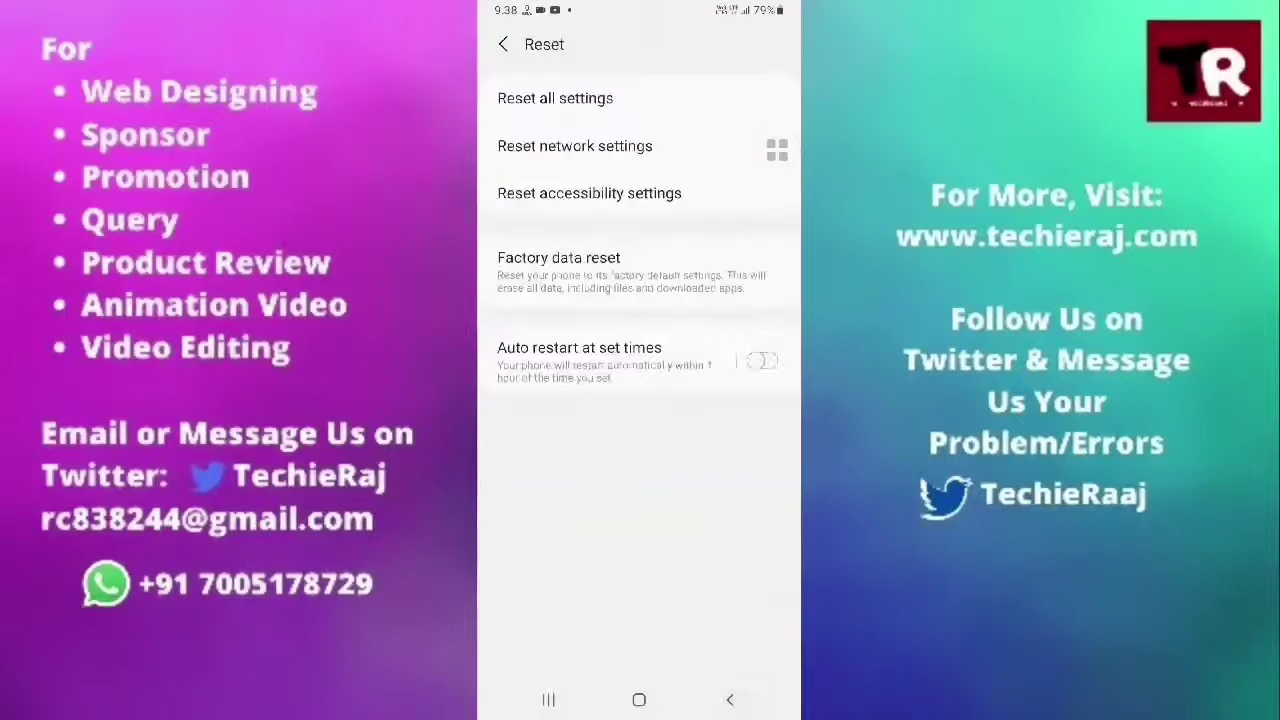 For
• Web Designing
• Sponsor
• Promotion
• Query
• Product Review
• Animation Video
• Video Editing
Email or Message Us on
Twitter: TechieRaj
rc838244@gmail.com
+91 7005178729
9.38
79%
Reset
Reset all settings
Reset network settings
Reset accessibility settings
Factory data reset
Reset your phone to its factory default settings. This will
erase all data, including files and downloaded apps.
Auto restart at set times
Your phone will restart automatically within 1
hour of the time you set.
TR
For More, Visit:
www.techieraj.com
Follow Us on
Twitter & Message
Us Your
Problem/Errors
TechieRaaj